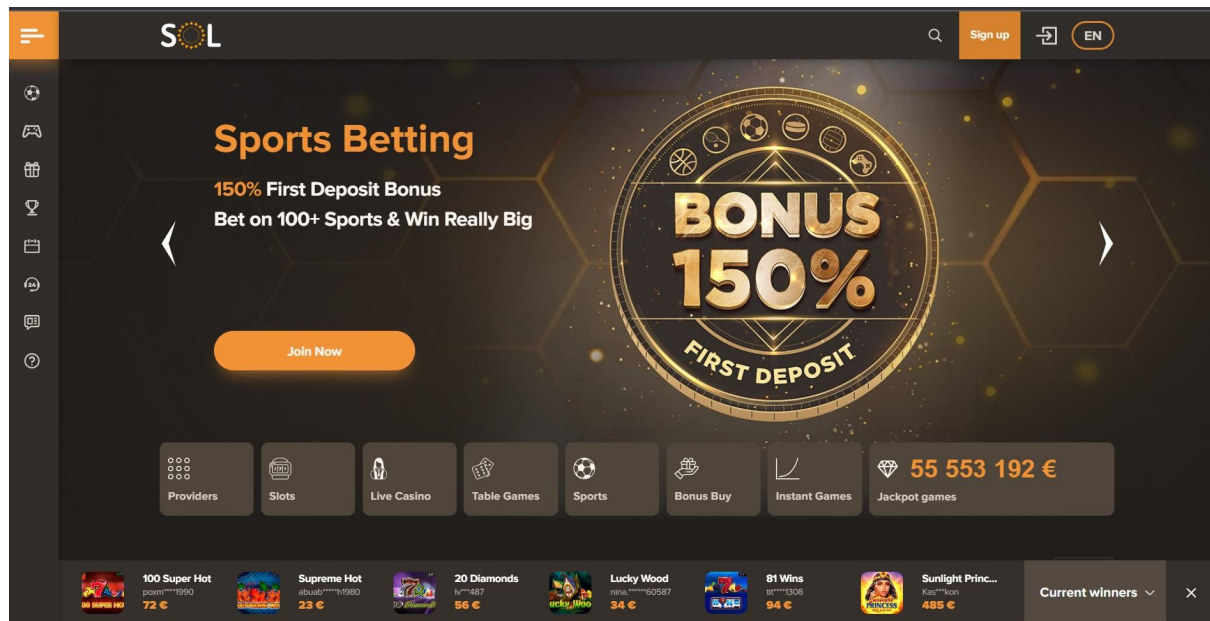 SOL
Sign up
EN
Sports Betting
150% First Deposit Bonus
Bet on 100+ Sports & Win Really Big
Join Now
BONUS
150%
FIRST DEPOSIT
Providers
Slots
Live Casino
Table Games
Sports
Bonus Buy
Instant Games
55 553 192 €
Jackpot games
100 Super Hot
poxm****1990
72 €
Supreme Hot
abuab*****h1980
23 €
20 Diamonds
lv***487
56 €
Lucky Wood
nina.******60587
34 €
81 Wins
tit*****1308
94 €
Sunlight Princ...
Kas***kon
485 €
Current winners
24
PRINCESS